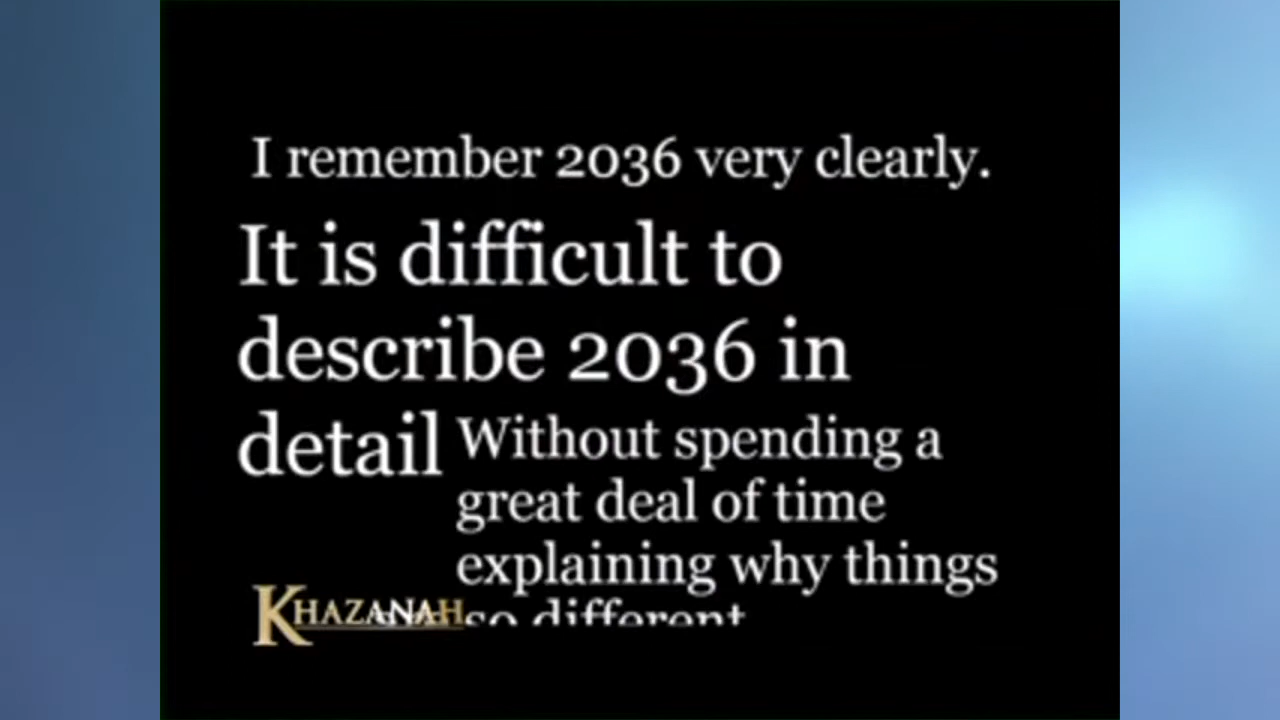 I remember 2036 very clearly.
It is difficult to
describe 2036 in
detail
Without spending a
great deal of time
explaining why things
so different
KHAZANAH